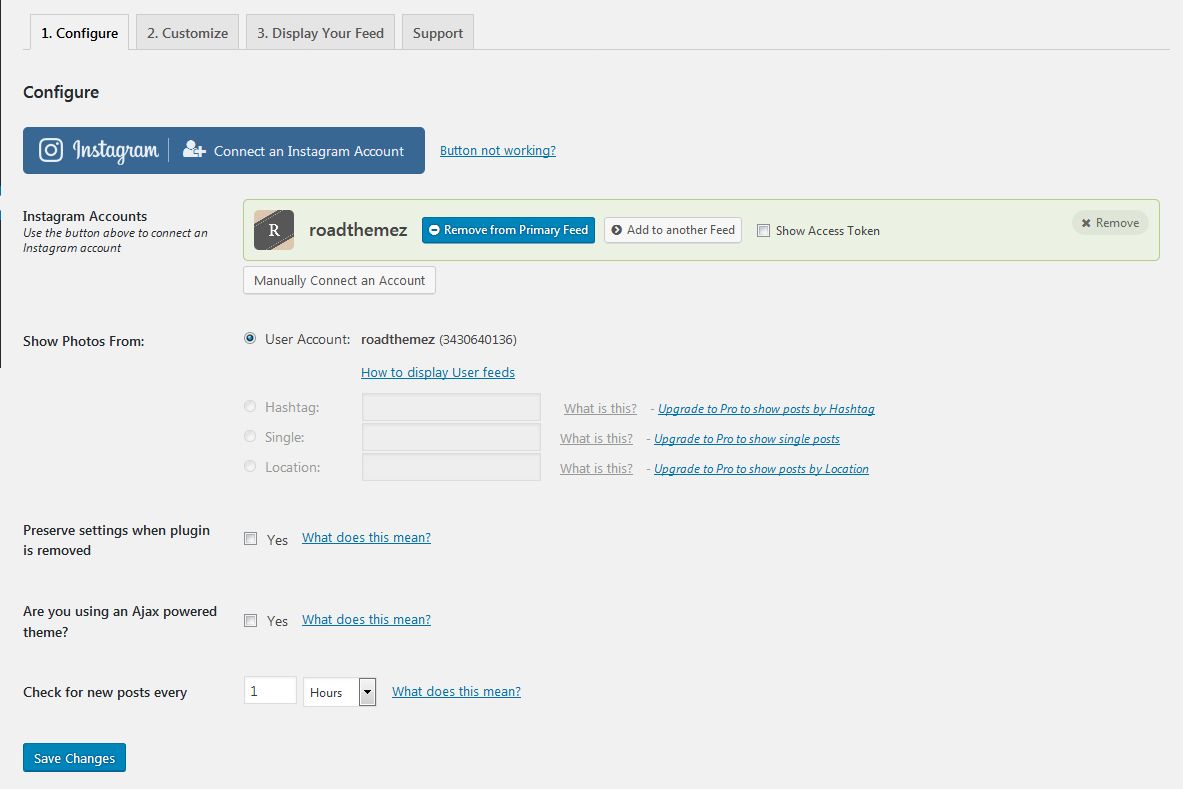 1. Configure 2. Customize 3. Display Your Feed Support
Configure
Instagram Connect an Instagram Account Button not working?
Instagram Accounts
Use the button above to connect an
Instagram account
R roadthemez Remove from Primary Feed Add to another Feed Show Access Token Remove
Manually Connect an Account
Show Photos From: User Account: roadthemez (3430640136)
How to display User feeds
Hashtag: What is this? - Upgrade to Pro to show posts by Hashtag
Single: What is this? - Upgrade to Pro to show single posts
Location: What is this? - Upgrade to Pro to show posts by Location
Preserve settings when plugin
is removed
Yes What does this mean?
Are you using an Ajax powered
theme?
Yes What does this mean?
Check for new posts every 1 Hours What does this mean?
Save Changes